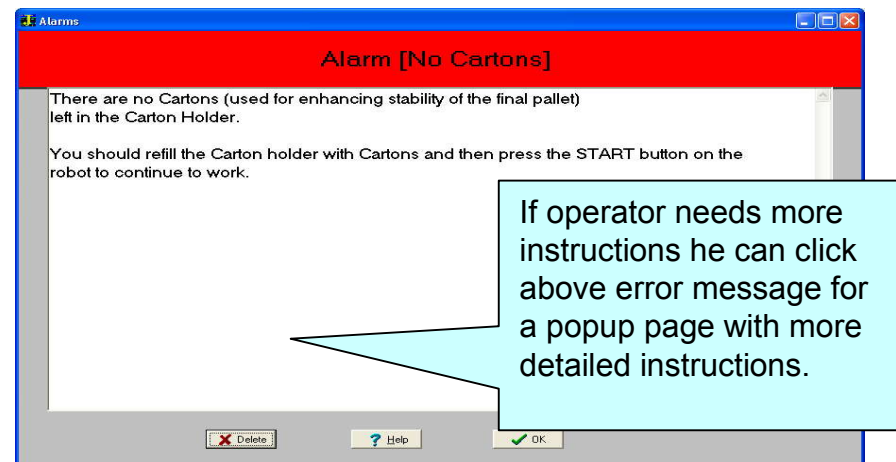 Alarms
Alarm [No Cartons]
There are no Cartons (used for enhancing stability of the final pallet)
left in the Carton Holder.
You should refill the Carton holder with Cartons and then press the START button on the
robot to continue to work.
If operator needs more
instructions he can click
above error message for
a popup page with more
detailed instructions.
Delete
Help
OK